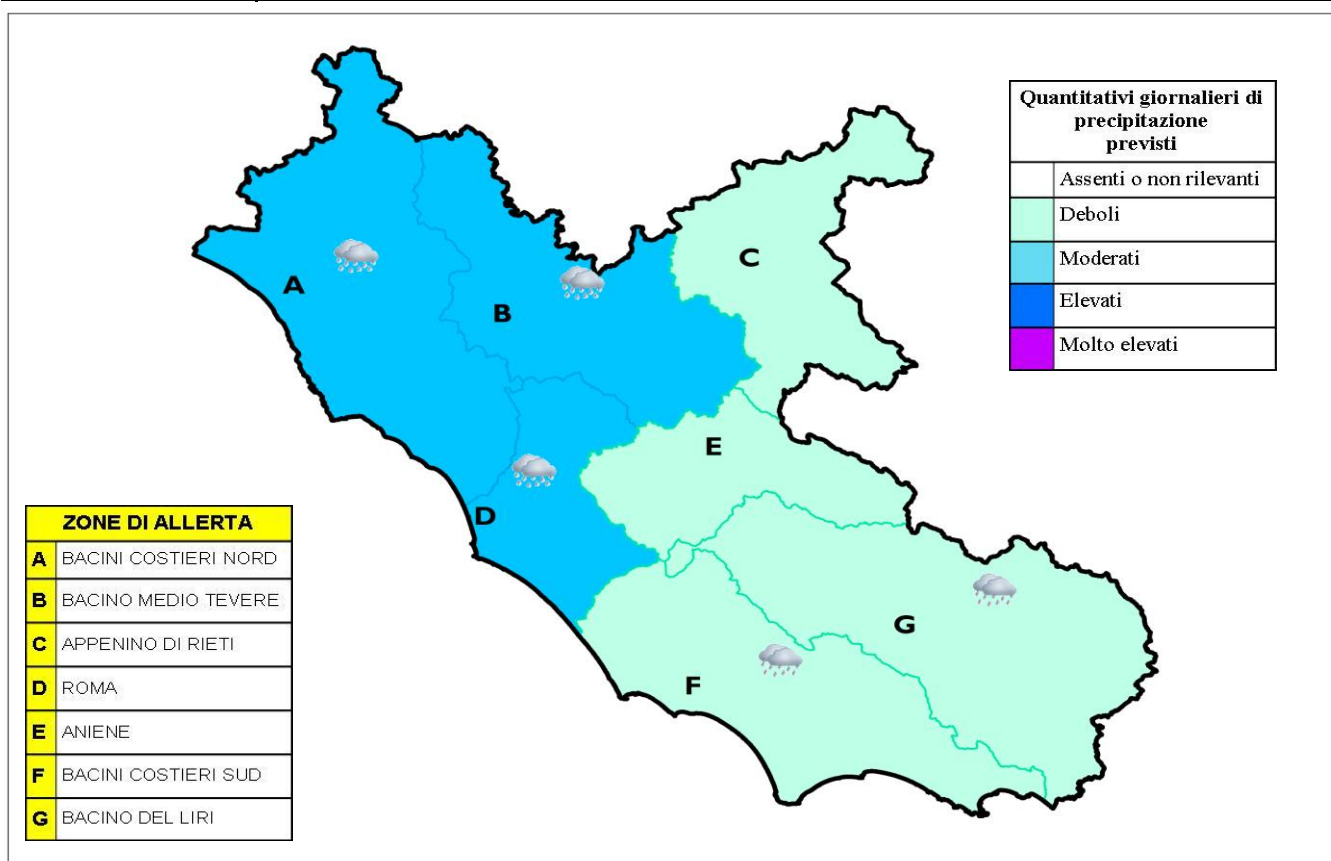 Quantitativi giornalieri di
precipitazione
previsti
Assenti o non rilevanti
Deboli
Moderati
Elevati
Molto elevati
C
A
B
E
D
G
F
ZONE DI ALLERTA
A BACINI COSTIERI NORD
B BACINO MEDIO TEVERE
C APPENINO DI RIETI
D ROMA
E ANIENE
F BACINI COSTIERI SUD
G BACINO DEL LIRI